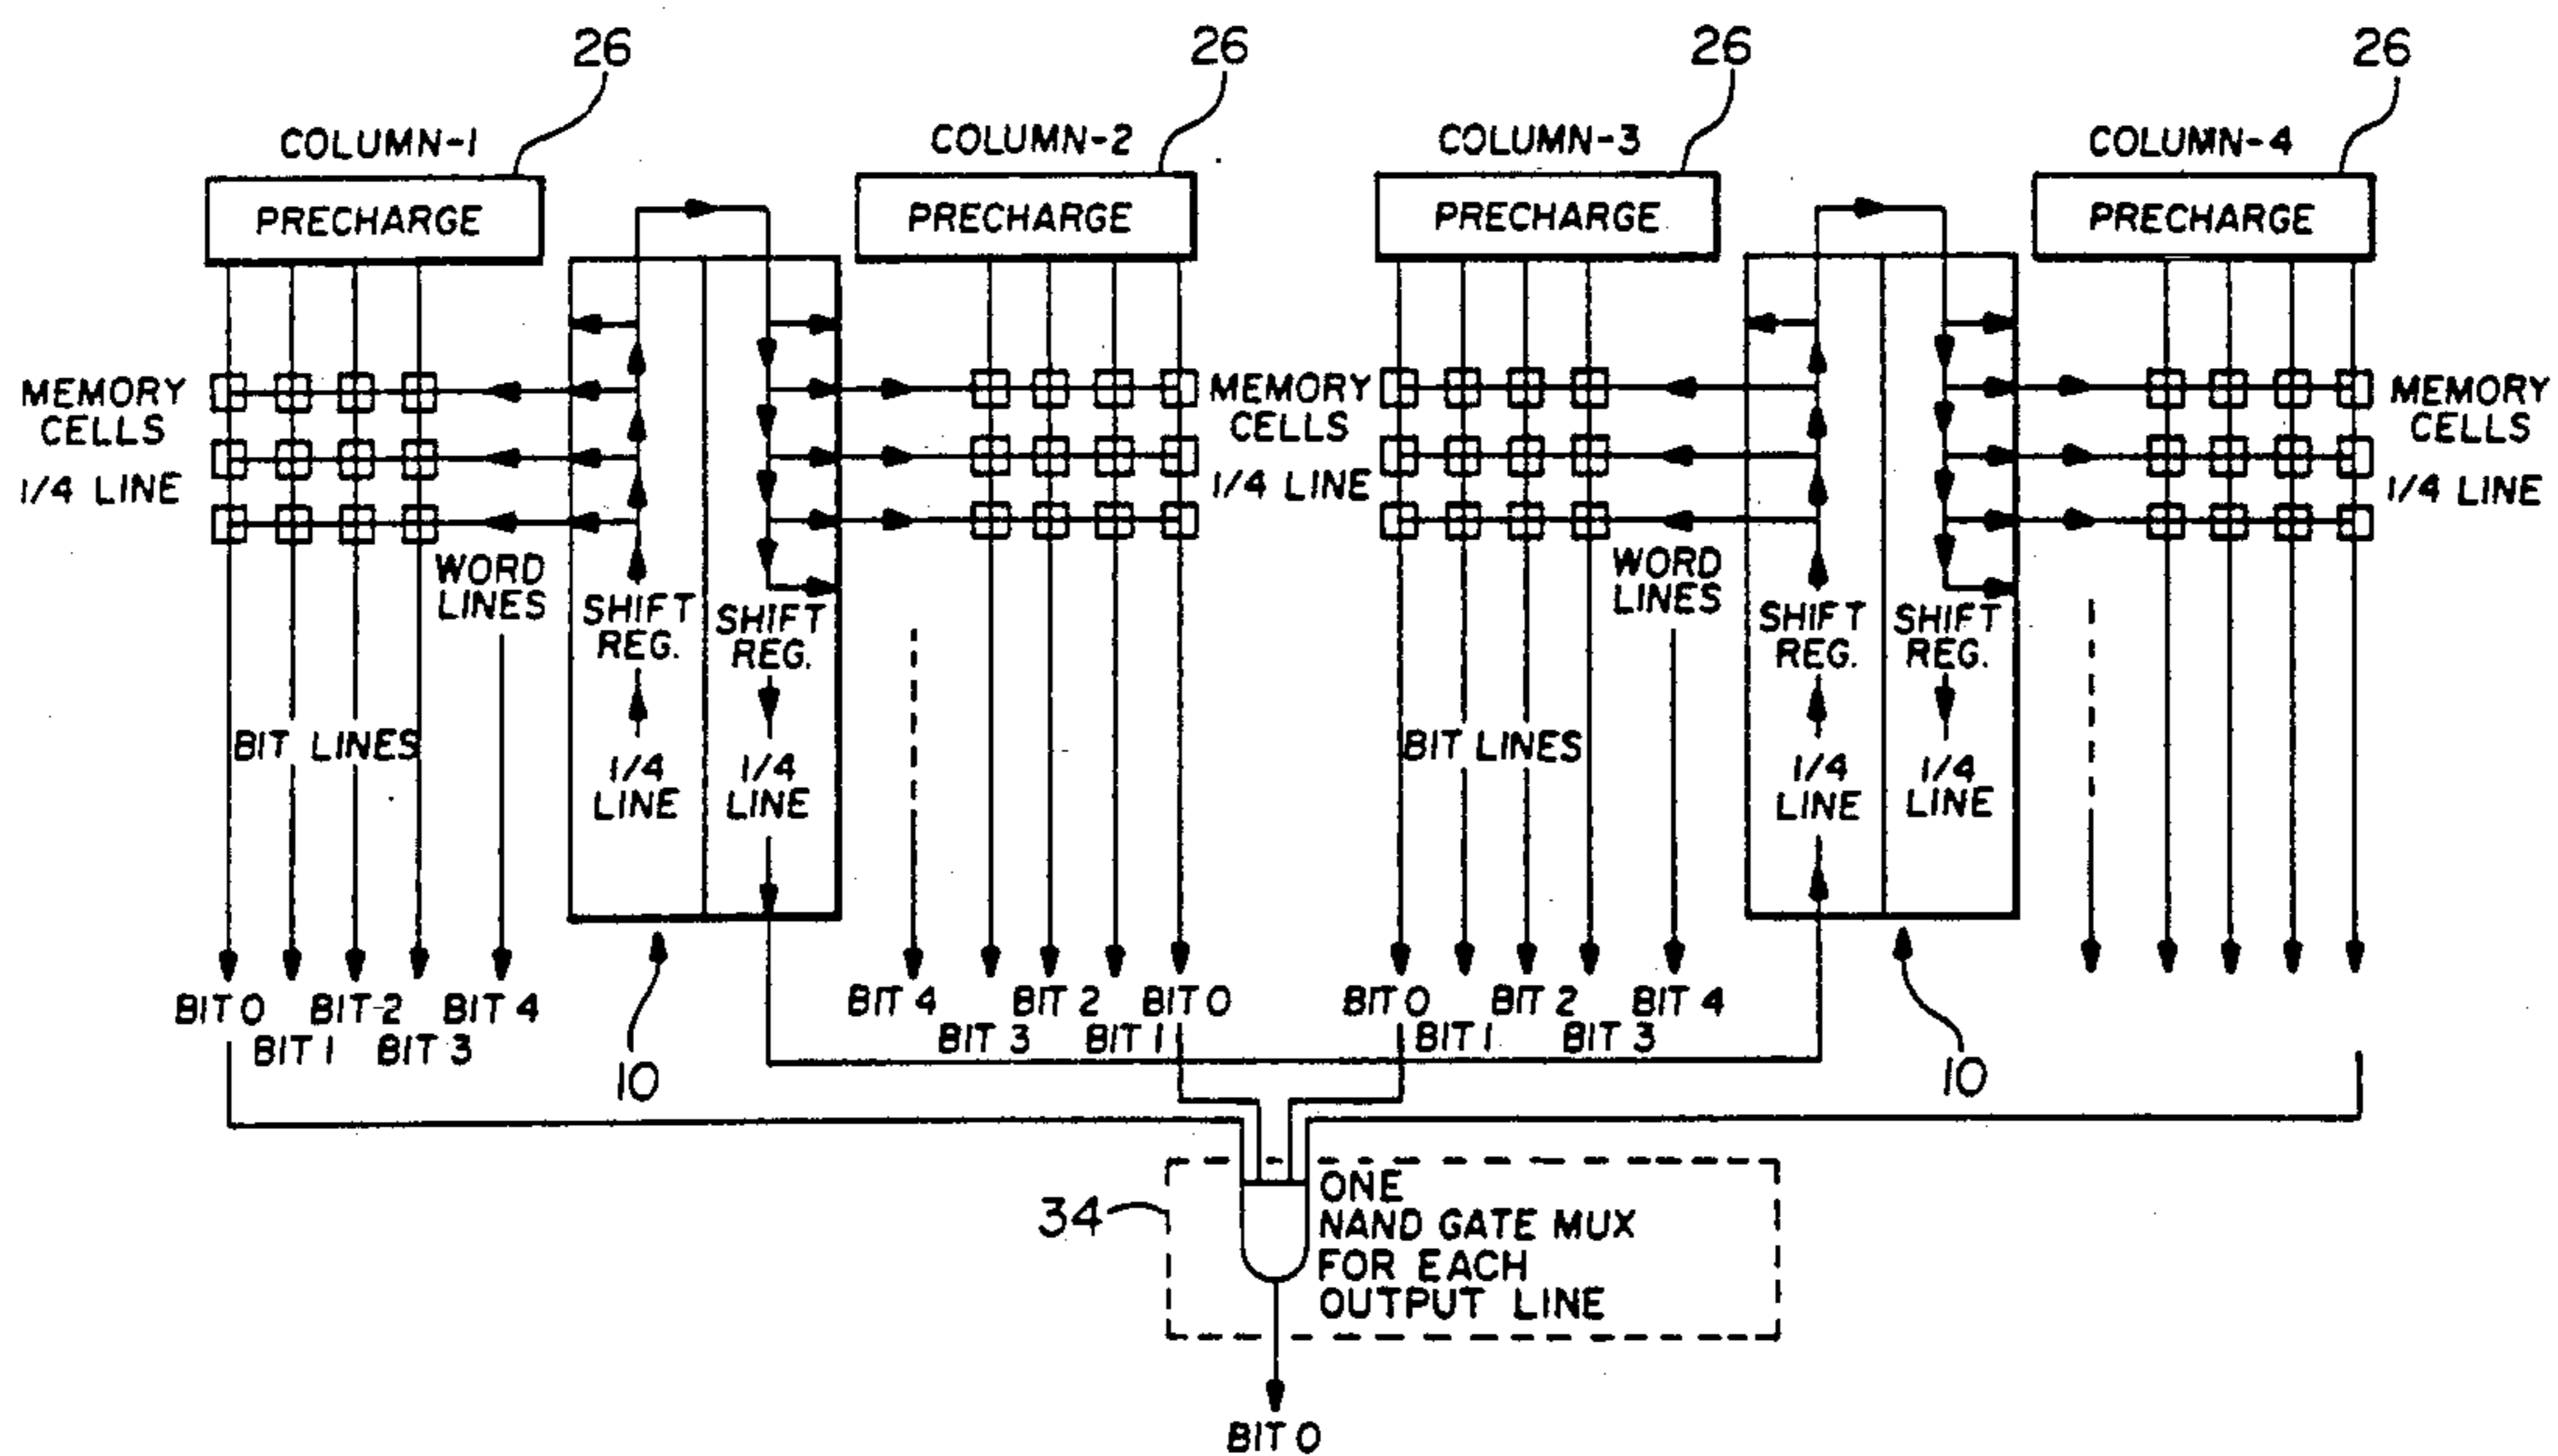 26
26
26
26
COLUMN-1
COLUMN-2
COLUMN-3
COLUMN-4
PRECHARGE
PRECHARGE
PRECHARGE
PRECHARGE
MEMORY
CELLS
1/4 LINE
MEMORY
CELLS
1/4 LINE
MEMORY
CELLS
1/4 LINE
WORD
LINES
SHIFT
REG.
SHIFT
REG.
WORD
LINES
SHIFT
REG.
SHIFT
REG.
BIT LINES
1/4
LINE
1/4
LINE
BIT LINES
1/4
LINE
1/4
LINE
BIT 0
BIT 1
BIT-2
BIT 3
BIT 4
10
BIT 4
BIT 3
BIT 2
BIT 1
BIT 0
BIT 0
BIT 1
BIT 2
BIT 3
BIT 4
10
34
ONE
NAND GATE MUX
FOR EACH
OUTPUT LINE
BIT 0